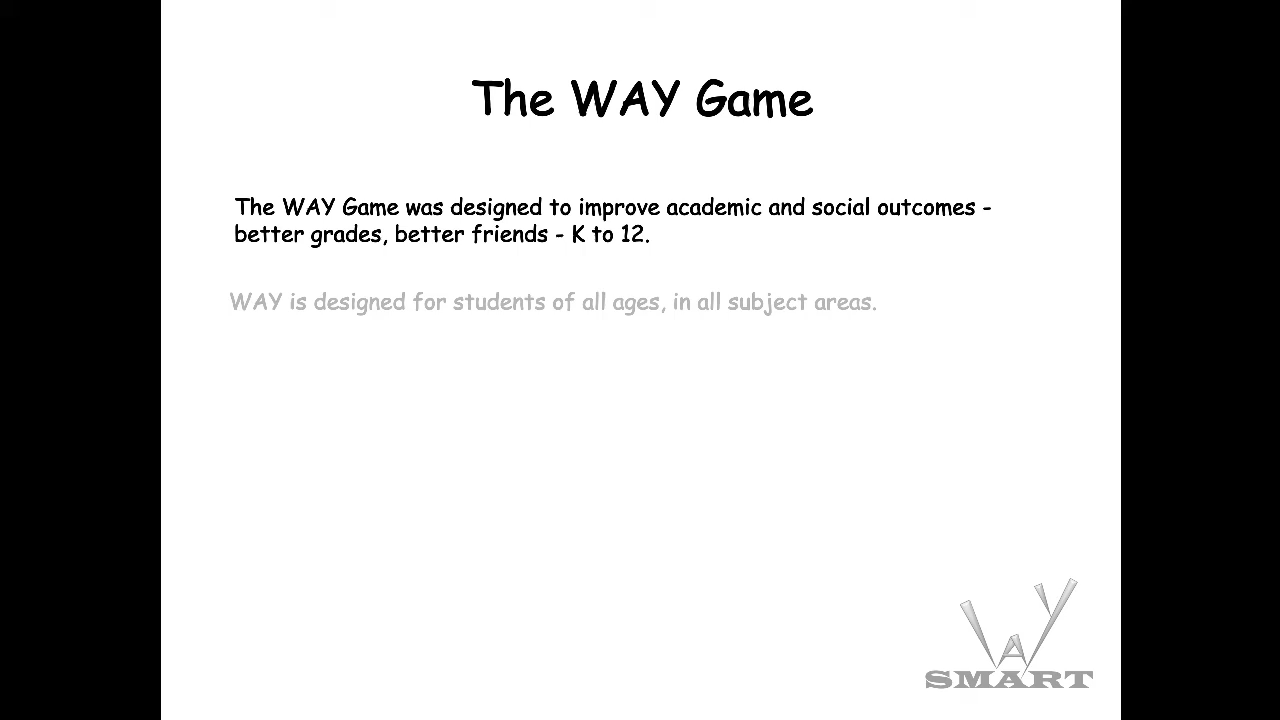 The WAY Game
The WAY Game was designed to improve academic and social outcomes -
better grades, better friends - K to 12.
WAY is designed for students of all ages, in all subject areas.
WAY
SMART